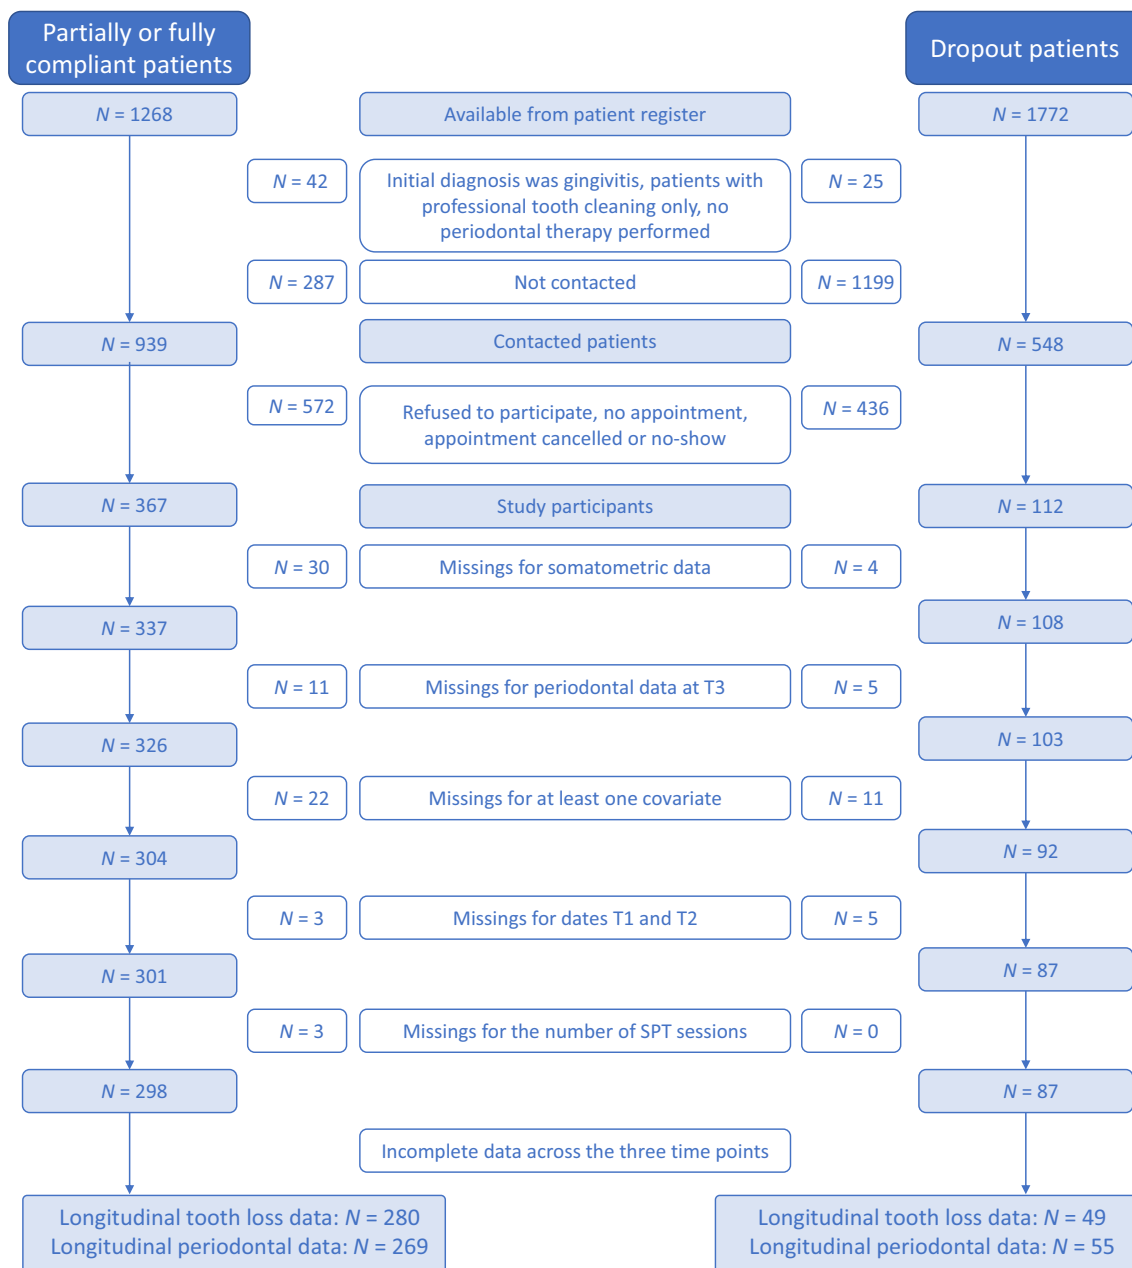 Partially or fully
compliant patients
Dropout patients
N = 1268
Available from patient register
N = 1772
N = 42
Initial diagnosis was gingivitis, patients with
professional tooth cleaning only, no
periodontal therapy performed
N = 25
N = 287
Not contacted
N = 1199
N = 939
Contacted patients
N = 548
N = 572
Refused to participate, no appointment,
appointment cancelled or no-show
N = 436
N = 367
Study participants
N = 112
N = 30
Missings for somatometric data
N = 4
N = 337
N = 108
N = 11
Missings for periodontal data at T3
N = 5
N = 326
N = 103
N = 22
Missings for at least one covariate
N = 11
N = 304
N = 92
N = 3
Missings for dates T1 and T2
N = 5
N = 301
N = 87
N = 3
Missings for the number of SPT sessions
N = 0
N = 298
N = 87
Incomplete data across the three time points
Longitudinal tooth loss data: N = 280
Longitudinal periodontal data: N = 269
Longitudinal tooth loss data: N = 49
Longitudinal periodontal data: N = 55